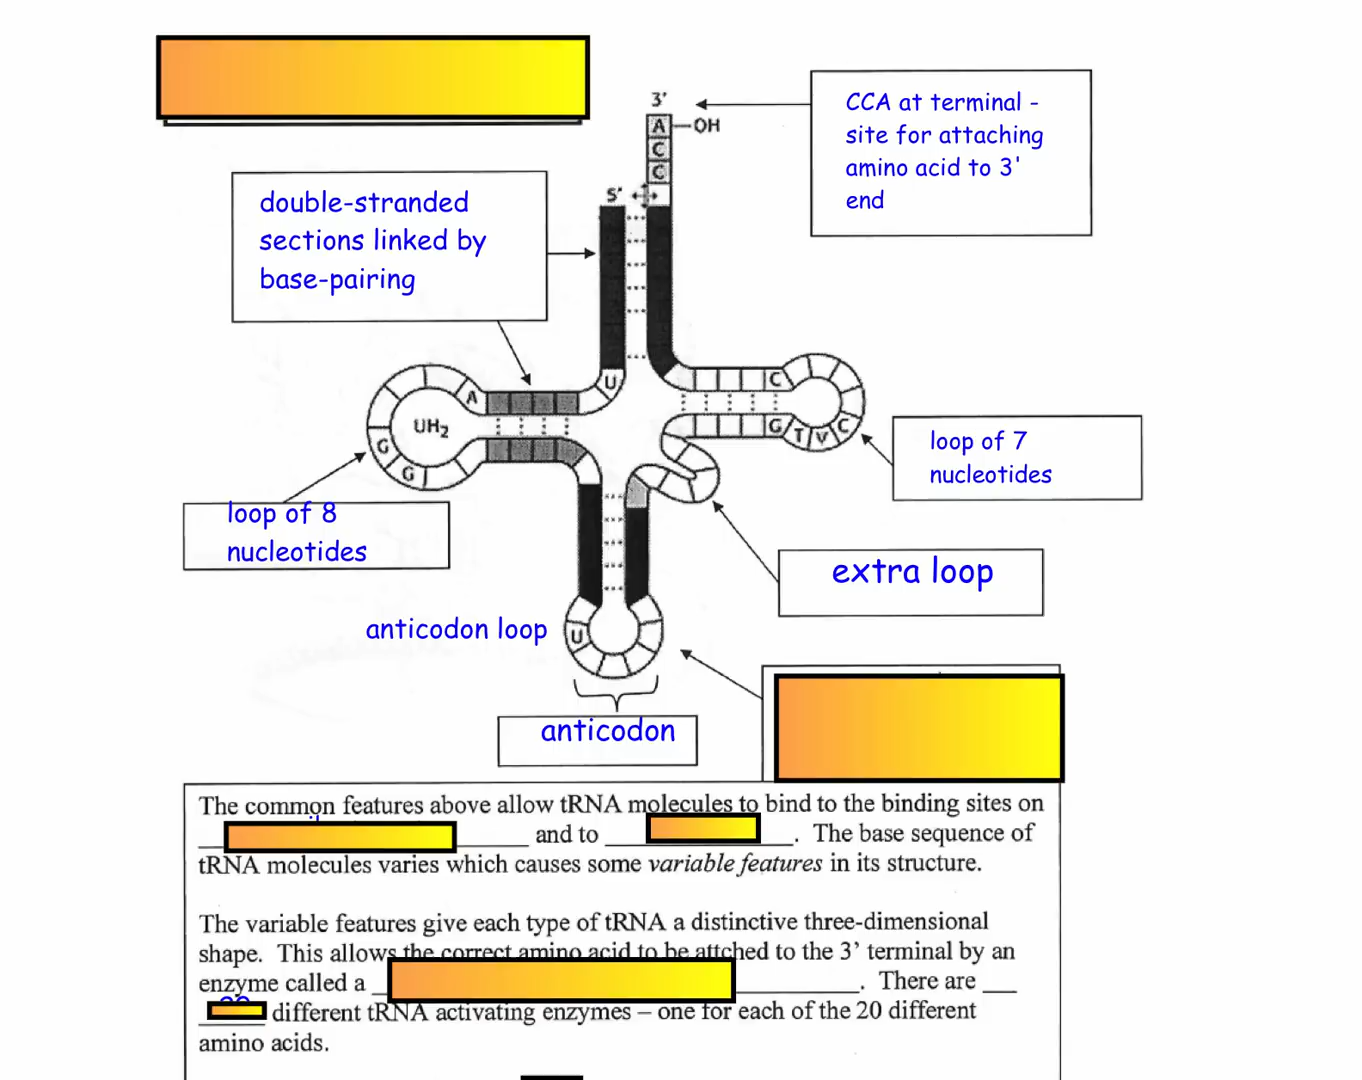 3'
A—OH
C
C
5'
CCA at terminal -
site for attaching
amino acid to 3'
end
double-stranded
sections linked by
base-pairing
U
C
A
UH2
G
G
G T V C
loop of 7
nucleotides
loop of 8
nucleotides
extra loop
anticodon loop
U
anticodon
The common features above allow tRNA molecules to bind to the binding sites on
and to . The base sequence of
tRNA molecules varies which causes some variable features in its structure.
The variable features give each type of tRNA a distinctive three-dimensional
shape. This allows the correct amino acid to be attched to the 3' terminal by an
enzyme called a . There are
different tRNA activating enzymes – one for each of the 20 different
amino acids.